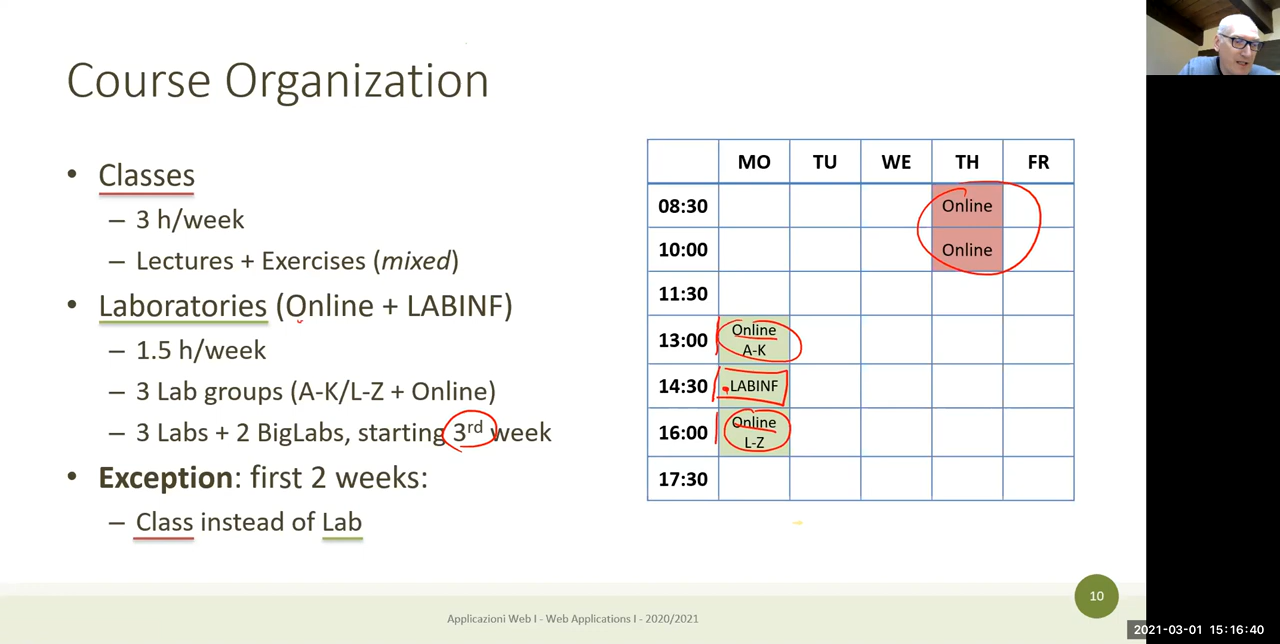 Course Organization
• Classes
– 3 h/week
– Lectures + Exercises (mixed)
• Laboratories (Online + LABINF)
– 1.5 h/week
– 3 Lab groups (A-K/L-Z + Online)
– 3 Labs + 2 BigLabs, starting 3rd week
• Exception: first 2 weeks:
– Class instead of Lab
MO TU WE TH FR
08:30 Online
10:00 Online
11:30
13:00 Online
A-K
14:30 LABINF
16:00 Online
L-Z
17:30
Applicazioni Web I - Web Applications I - 2020/2021
10
2021-03-01 15:16:40